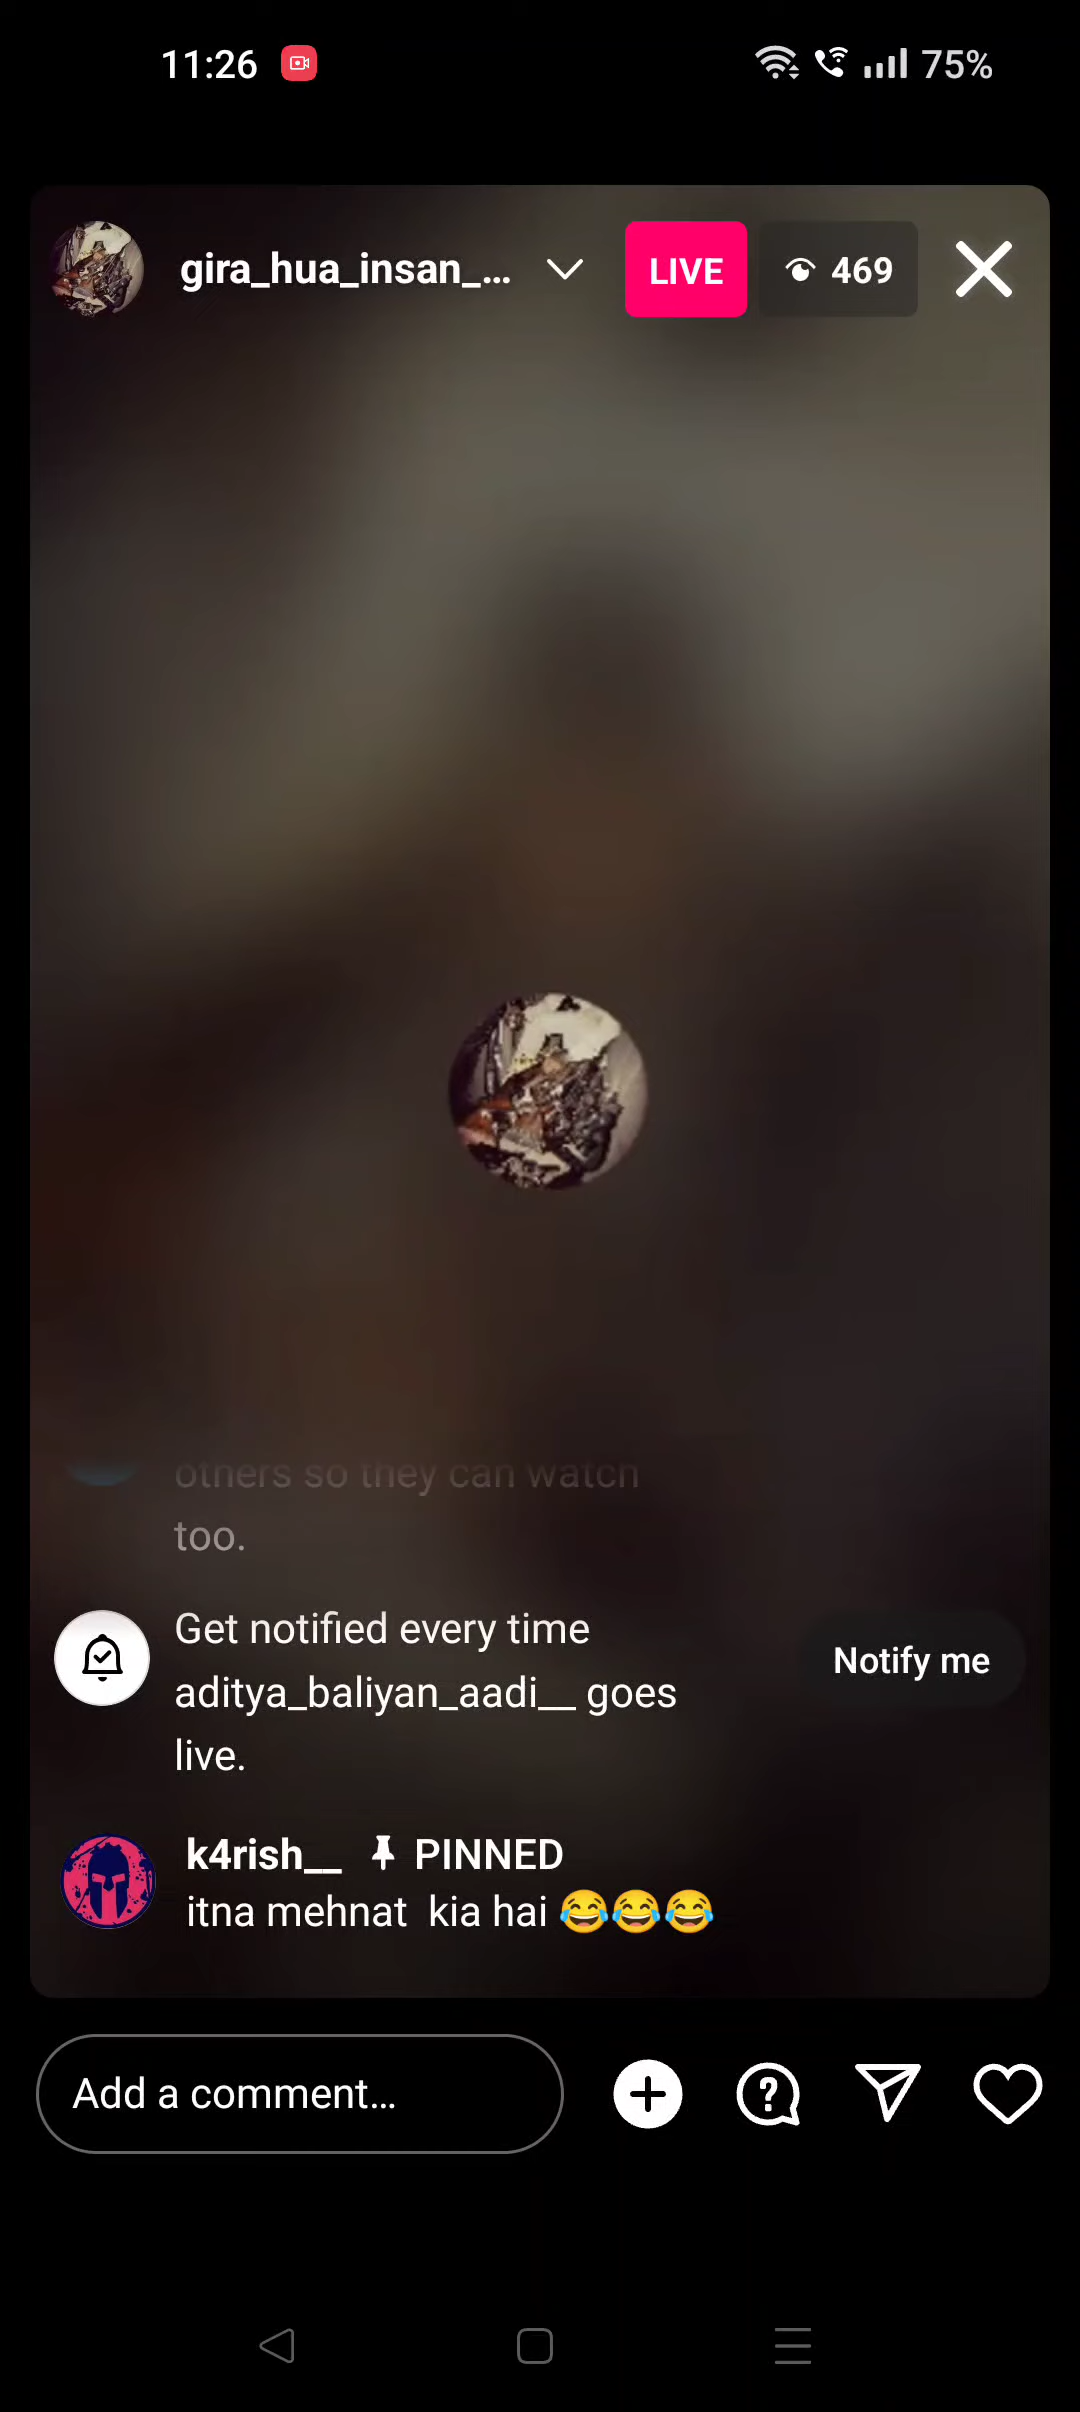 11:26
75%
gira_hua_insan_...
LIVE
469
others so they can watch
too.
Get notified every time
aditya_baliyan_aadi__ goes
live.
Notify me
k4rish__ PINNED
itna mehnat kia hai 😂😂😂
Add a comment...